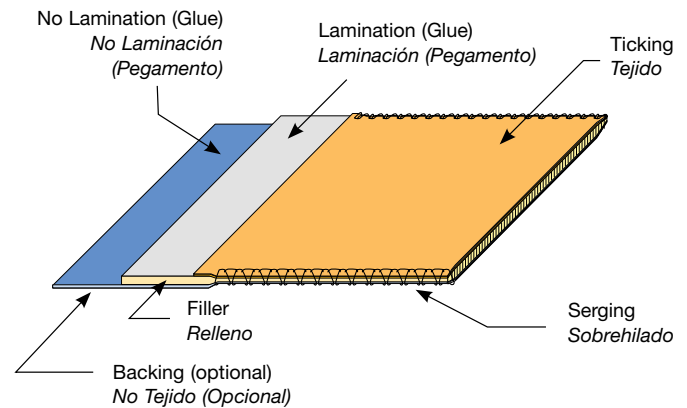 No Lamination (Glue)
No Laminación
(Pegamento)
Lamination (Glue)
Laminación (Pegamento)
Ticking
Tejido
Filler
Relleno
Serging
Sobrehilado
Backing (optional)
No Tejido (Opcional)